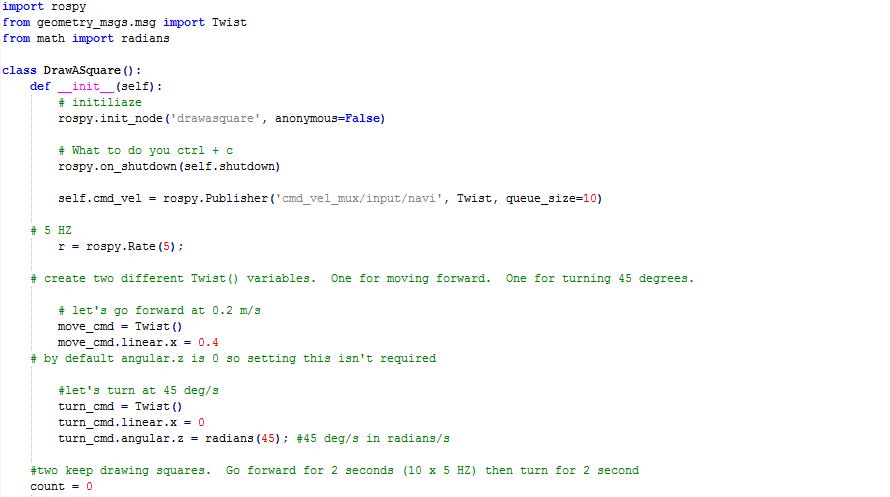 import rospy
from geometry_msgs.msg import Twist
from math import radians
class DrawASquare():
def __init__(self):
# initiliaze
rospy.init_node('drawasquare', anonymous=False)
# What to do you ctrl + c
rospy.on_shutdown(self.shutdown)
self.cmd_vel = rospy.Publisher('cmd_vel_mux/input/navi', Twist, queue_size=10)
# 5 HZ
r = rospy.Rate(5);
# create two different Twist() variables.  One for moving forward.  One for turning 45 degrees.
# let's go forward at 0.2 m/s
move_cmd = Twist()
move_cmd.linear.x = 0.4
# by default angular.z is 0 so setting this isn't required
#let's turn at 45 deg/s
turn_cmd = Twist()
turn_cmd.linear.x = 0
turn_cmd.angular.z = radians(45); #45 deg/s in radians/s
#two keep drawing squares.  Go forward for 2 seconds (10 x 5 HZ) then turn for 2 second
count = 0